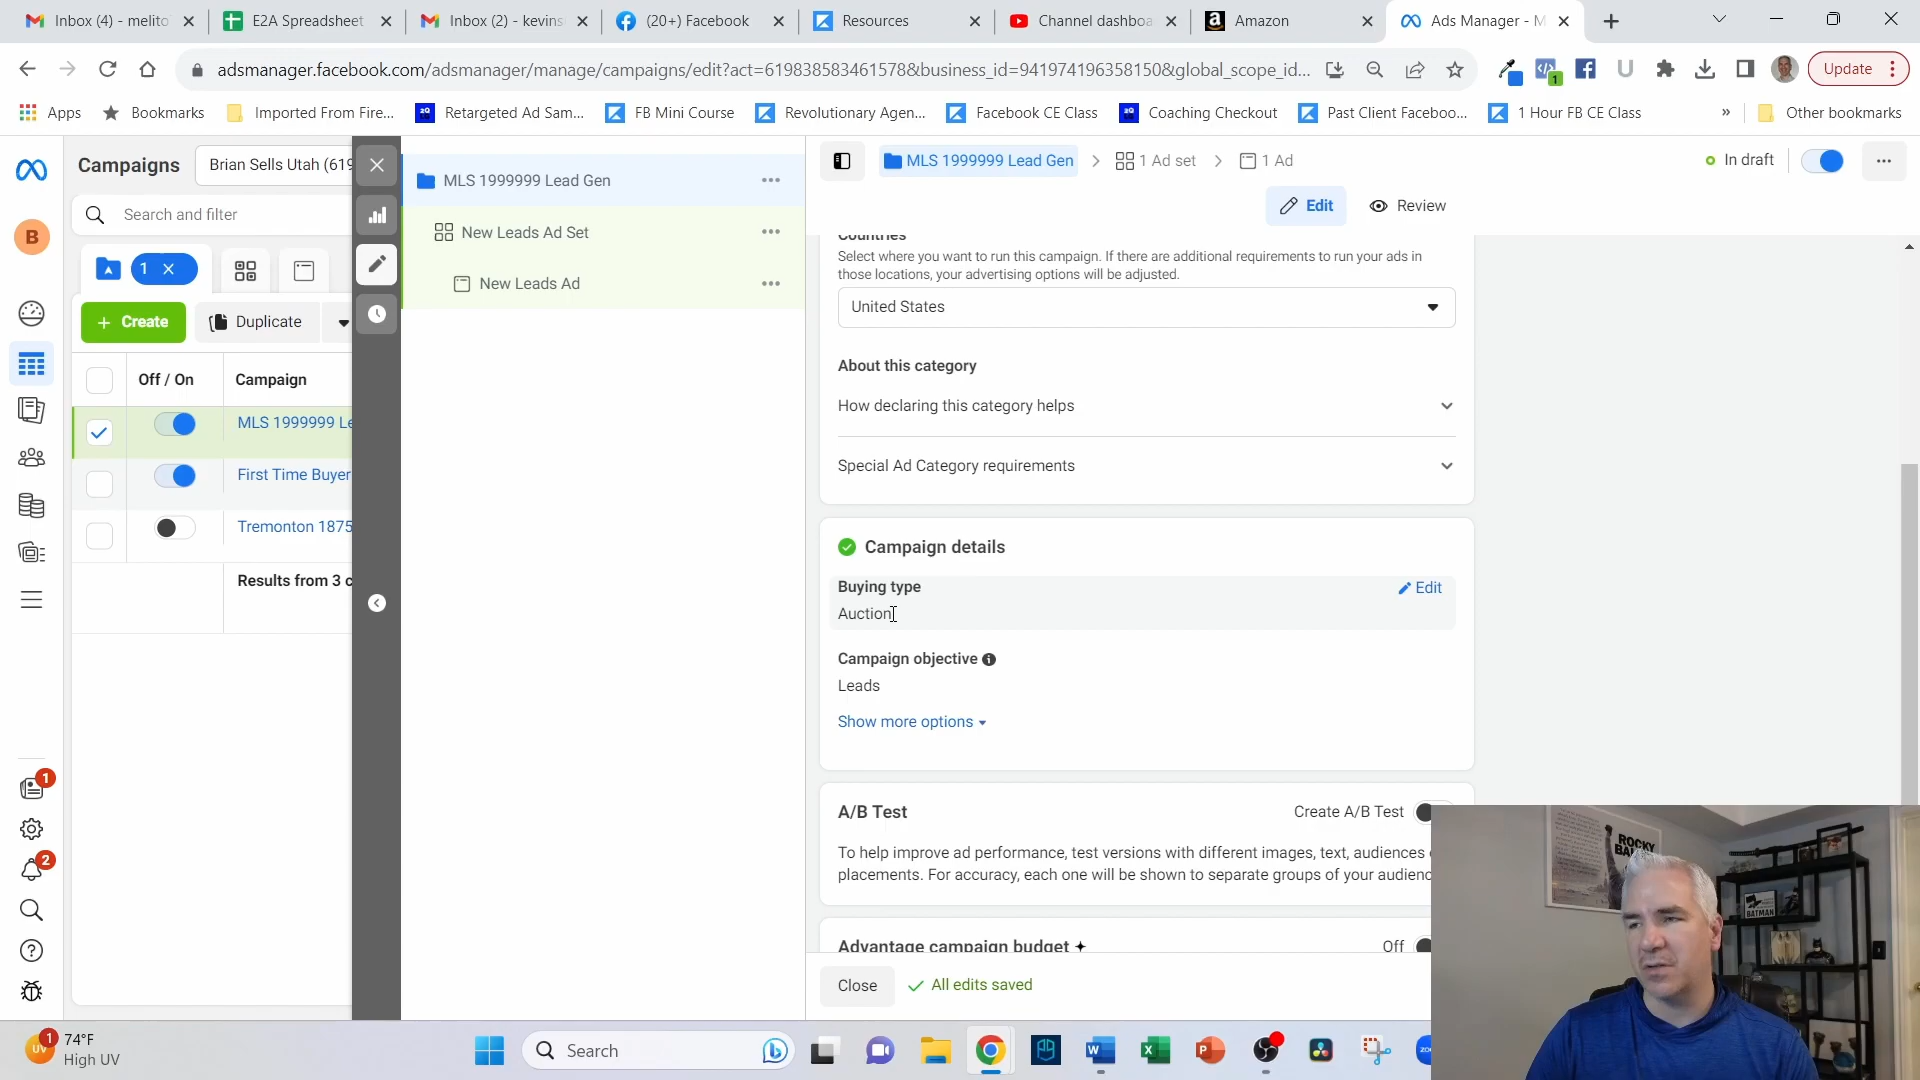 Inbox (4) - melito
E2A Spreadsheet
Inbox (2) - kevins
(20+) Facebook
Resources
Channel dashboa
Amazon
Ads Manager - M
adsmanager.facebook.com/adsmanager/manage/campaigns/edit?act=619838583461578&business_id=941974196358150&global_scope_id...
Update
Apps
Bookmarks
Imported From Fire...
Retargeted Ad Sam...
FB Mini Course
Revolutionary Agen...
Facebook CE Class
Coaching Checkout
Past Client Faceboo...
1 Hour FB CE Class
»
Other bookmarks
Campaigns
Brian Sells Utah (619
MLS 1999999 Lead Gen
MLS 1999999 Lead Gen > 1 Ad set > 1 Ad
In draft
Search and filter
Edit
Review
B
New Leads Ad Set
New Leads Ad
1
Create
Duplicate
Off / On
Campaign
MLS 1999999 Le
First Time Buyer
Tremonton 1875
Results from 3 c
Countries
Select where you want to run this campaign. If there are additional requirements to run your ads in
those locations, your advertising options will be adjusted.
United States
About this category
How declaring this category helps
Special Ad Category requirements
Campaign details
Buying type
Edit
Auction
Campaign objective
Leads
Show more options
A/B Test
Create A/B Test
To help improve ad performance, test versions with different images, text, audiences
placements. For accuracy, each one will be shown to separate groups of your audienc
Advantage campaign budget
Off
Close
All edits saved
1
2
ROCKY
BATMAN
1
UV
74°F
High UV
Search